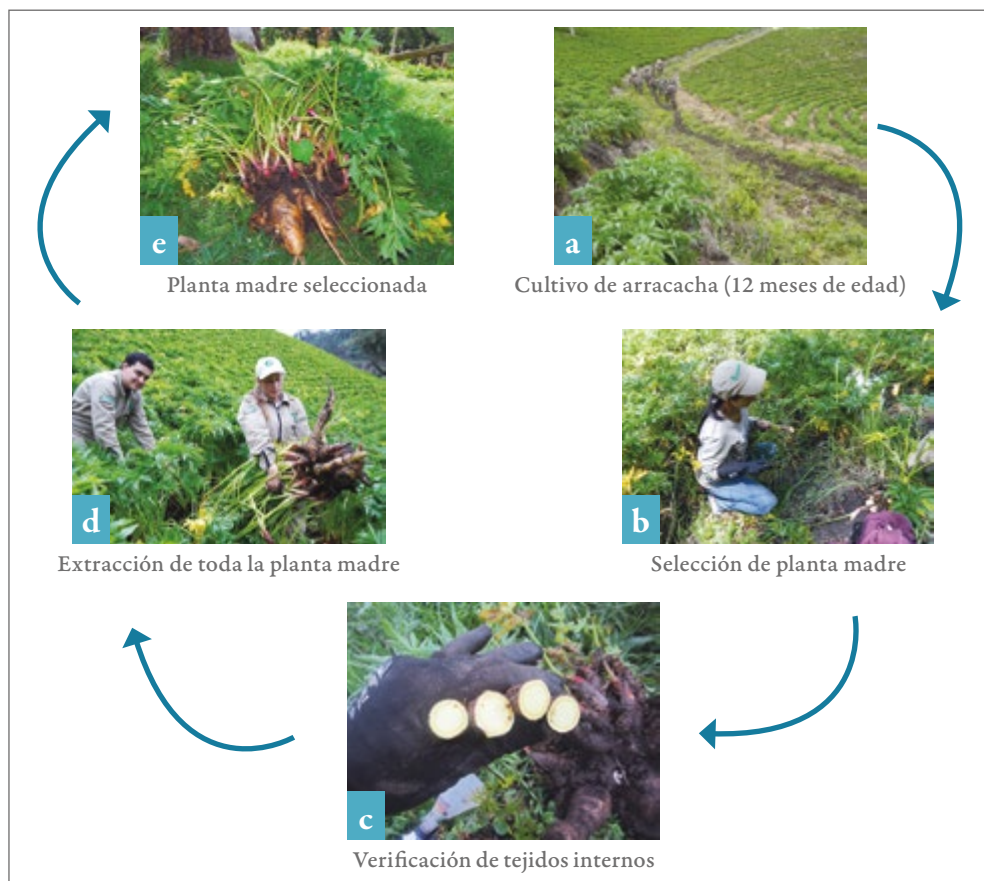 e
Planta madre seleccionada
a
Cultivo de arracacha (12 meses de edad)
d
Extracción de toda la planta madre
b
Selección de planta madre
c
Verificación de tejidos internos